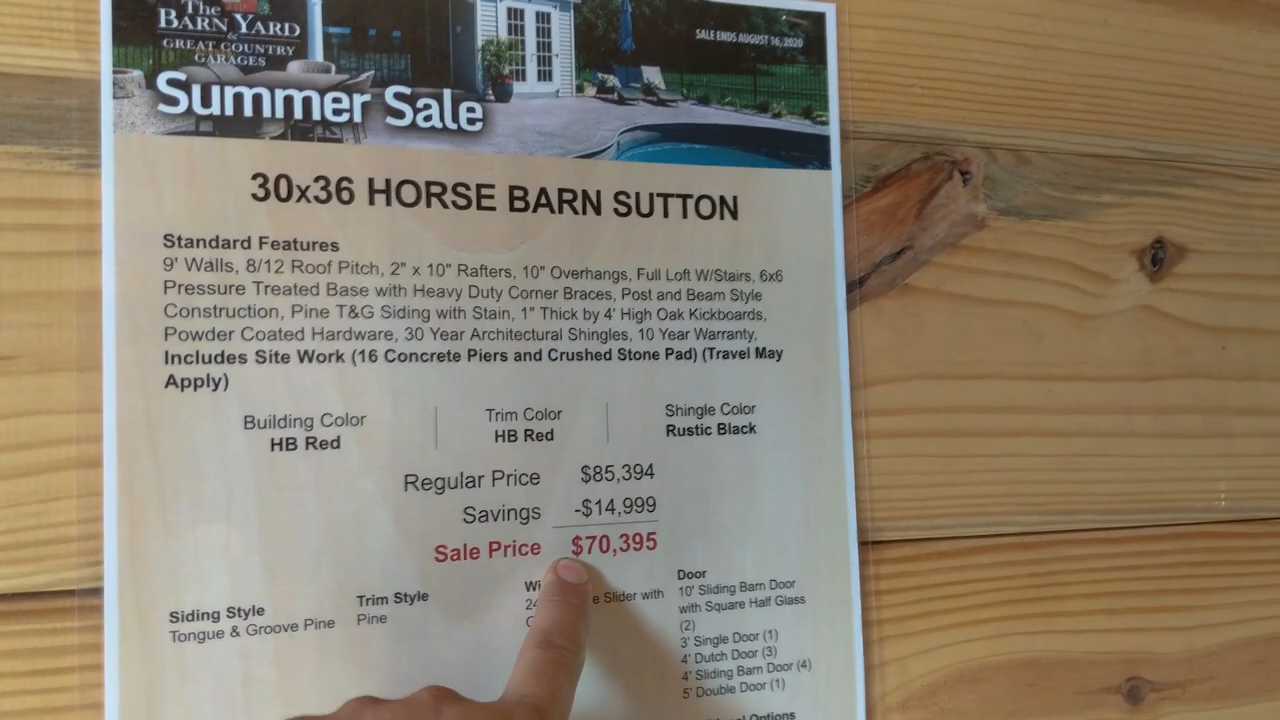 The
BARN YARD
&
GREAT COUNTRY
GARAGES
SALE ENDS AUGUST 16, 2020
Summer Sale
30x36 HORSE BARN SUTTON
Standard Features
9' Walls, 8/12 Roof Pitch, 2" x 10" Rafters, 10" Overhangs, Full Loft W/Stairs, 6x6
Pressure Treated Base with Heavy Duty Corner Braces, Post and Beam Style
Construction, Pine T&G Siding with Stain, 1" Thick by 4' High Oak Kickboards,
Powder Coated Hardware, 30 Year Architectural Shingles, 10 Year Warranty,
Includes Site Work (16 Concrete Piers and Crushed Stone Pad) (Travel May
Apply)
Building Color
HB Red
Trim Color
HB Red
Shingle Color
Rustic Black
Regular Price $85,394
Savings -$14,999
Sale Price $70,395
Siding Style
Tongue & Groove Pine
Trim Style
Pine
Slider with
Door
10' Sliding Barn Door
with Square Half Glass
(2)
3' Single Door (1)
4' Dutch Door (3)
4' Sliding Barn Door (4)
5' Double Door (1)
Options